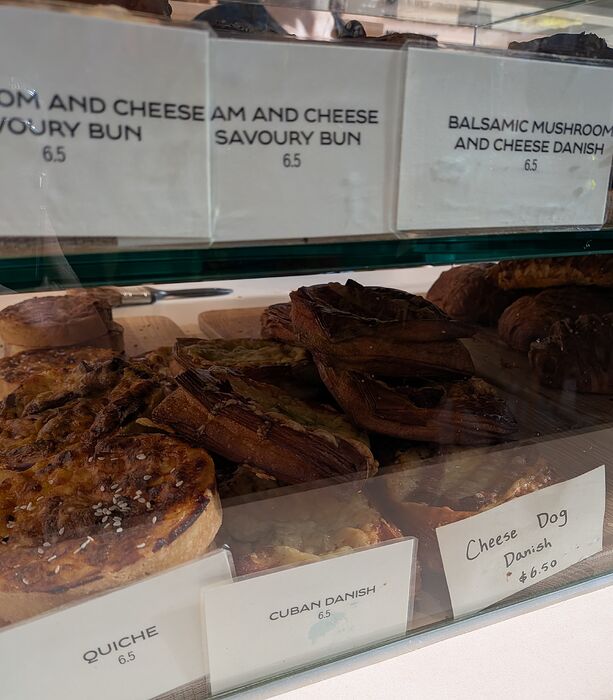 OM AND CHEESE
VOURY BUN
6.5
AM AND CHEESE
SAVOURY BUN
6.5
BALSAMIC MUSHROOM
AND CHEESE DANISH
6.5
QUICHE
6.5
CUBAN DANISH
6.5
Cheese Dog
Danish
$6.50